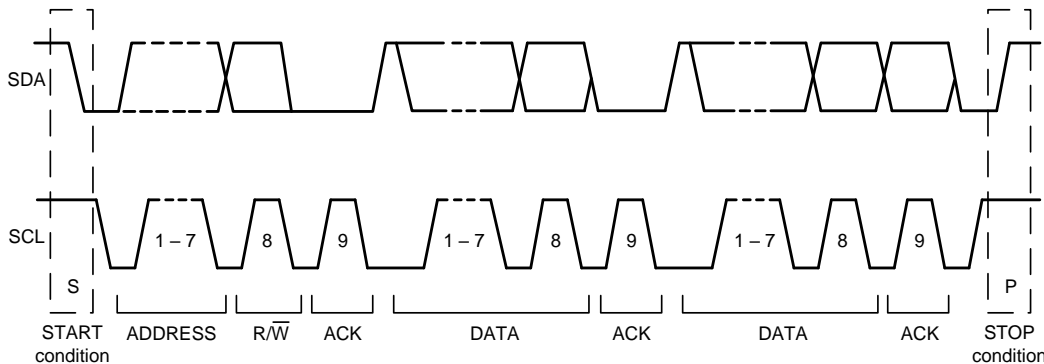 SDA
SCL
1 – 7 8 9 1 – 7 8 9 1 – 7 8 9
S P
START condition ADDRESS R/W̅ ACK DATA ACK DATA ACK STOP condition